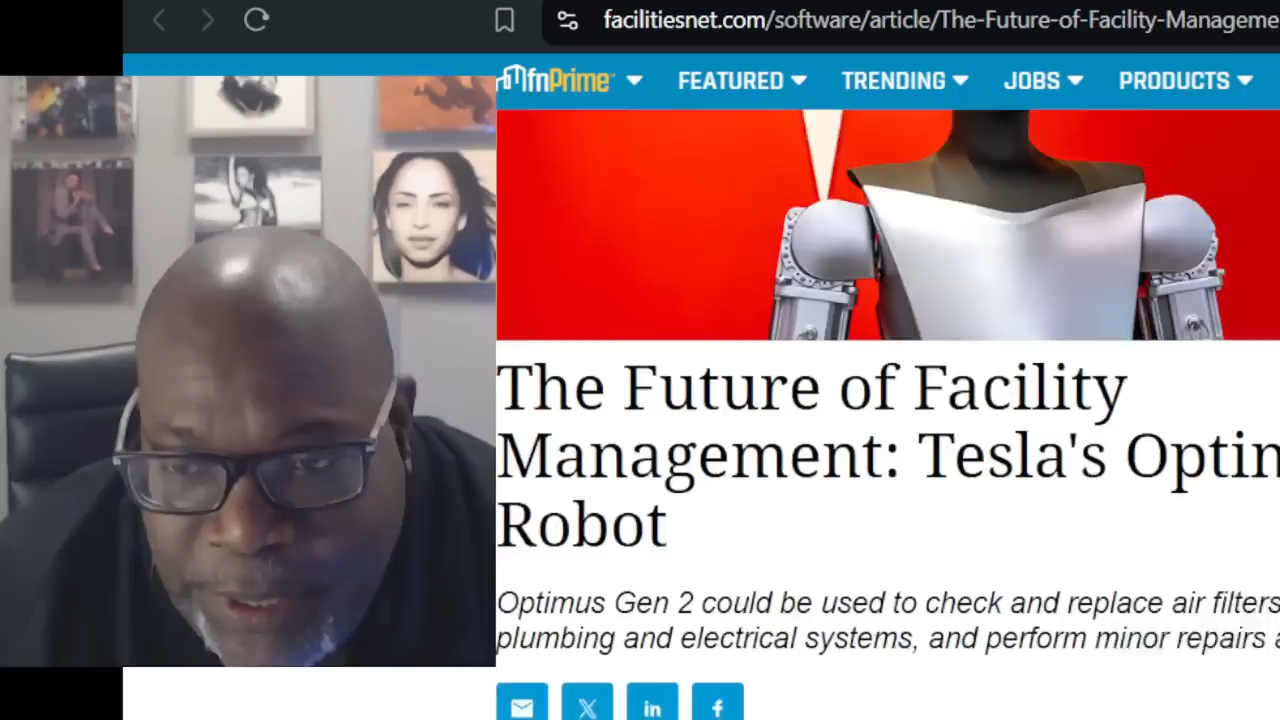 facilitiesnet.com/software/article/The-Future-of-Facility-Manageme
fnPrime FEATURED TRENDING JOBS PRODUCTS
The Future of Facility
Management: Tesla's Optim
Robot
Optimus Gen 2 could be used to check and replace air filters
plumbing and electrical systems, and perform minor repairs a